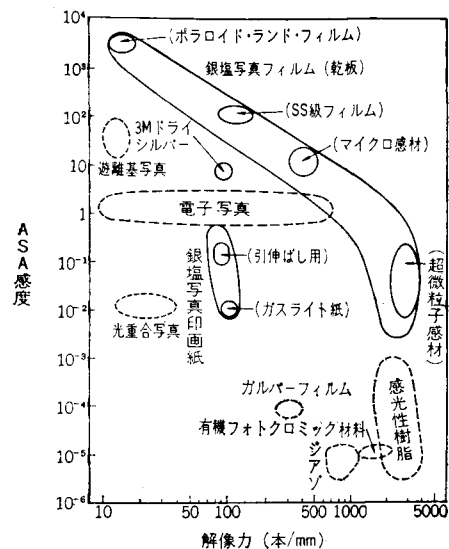 10⁴
10³
10²
10
1
10⁻¹
10⁻²
10⁻³
10⁻⁴
10⁻⁵
10⁻⁶
ASA感度
(ポラロイド・ランド・フィルム)
銀塩写真フィルム(乾板)
(SS級フィルム)
3Mドライ
シルバー
(マイクロ感材)
遊離基写真
電子写真
銀塩写真印画紙
(引伸ばし用)
(ガスライト紙)
(超微粒子感材)
光重合写真
ガルバーフィルム
感光性樹脂
有機フォトクロミック材料
ジアゾ
10 50 100 500 1000 5000
解像力(本/mm)